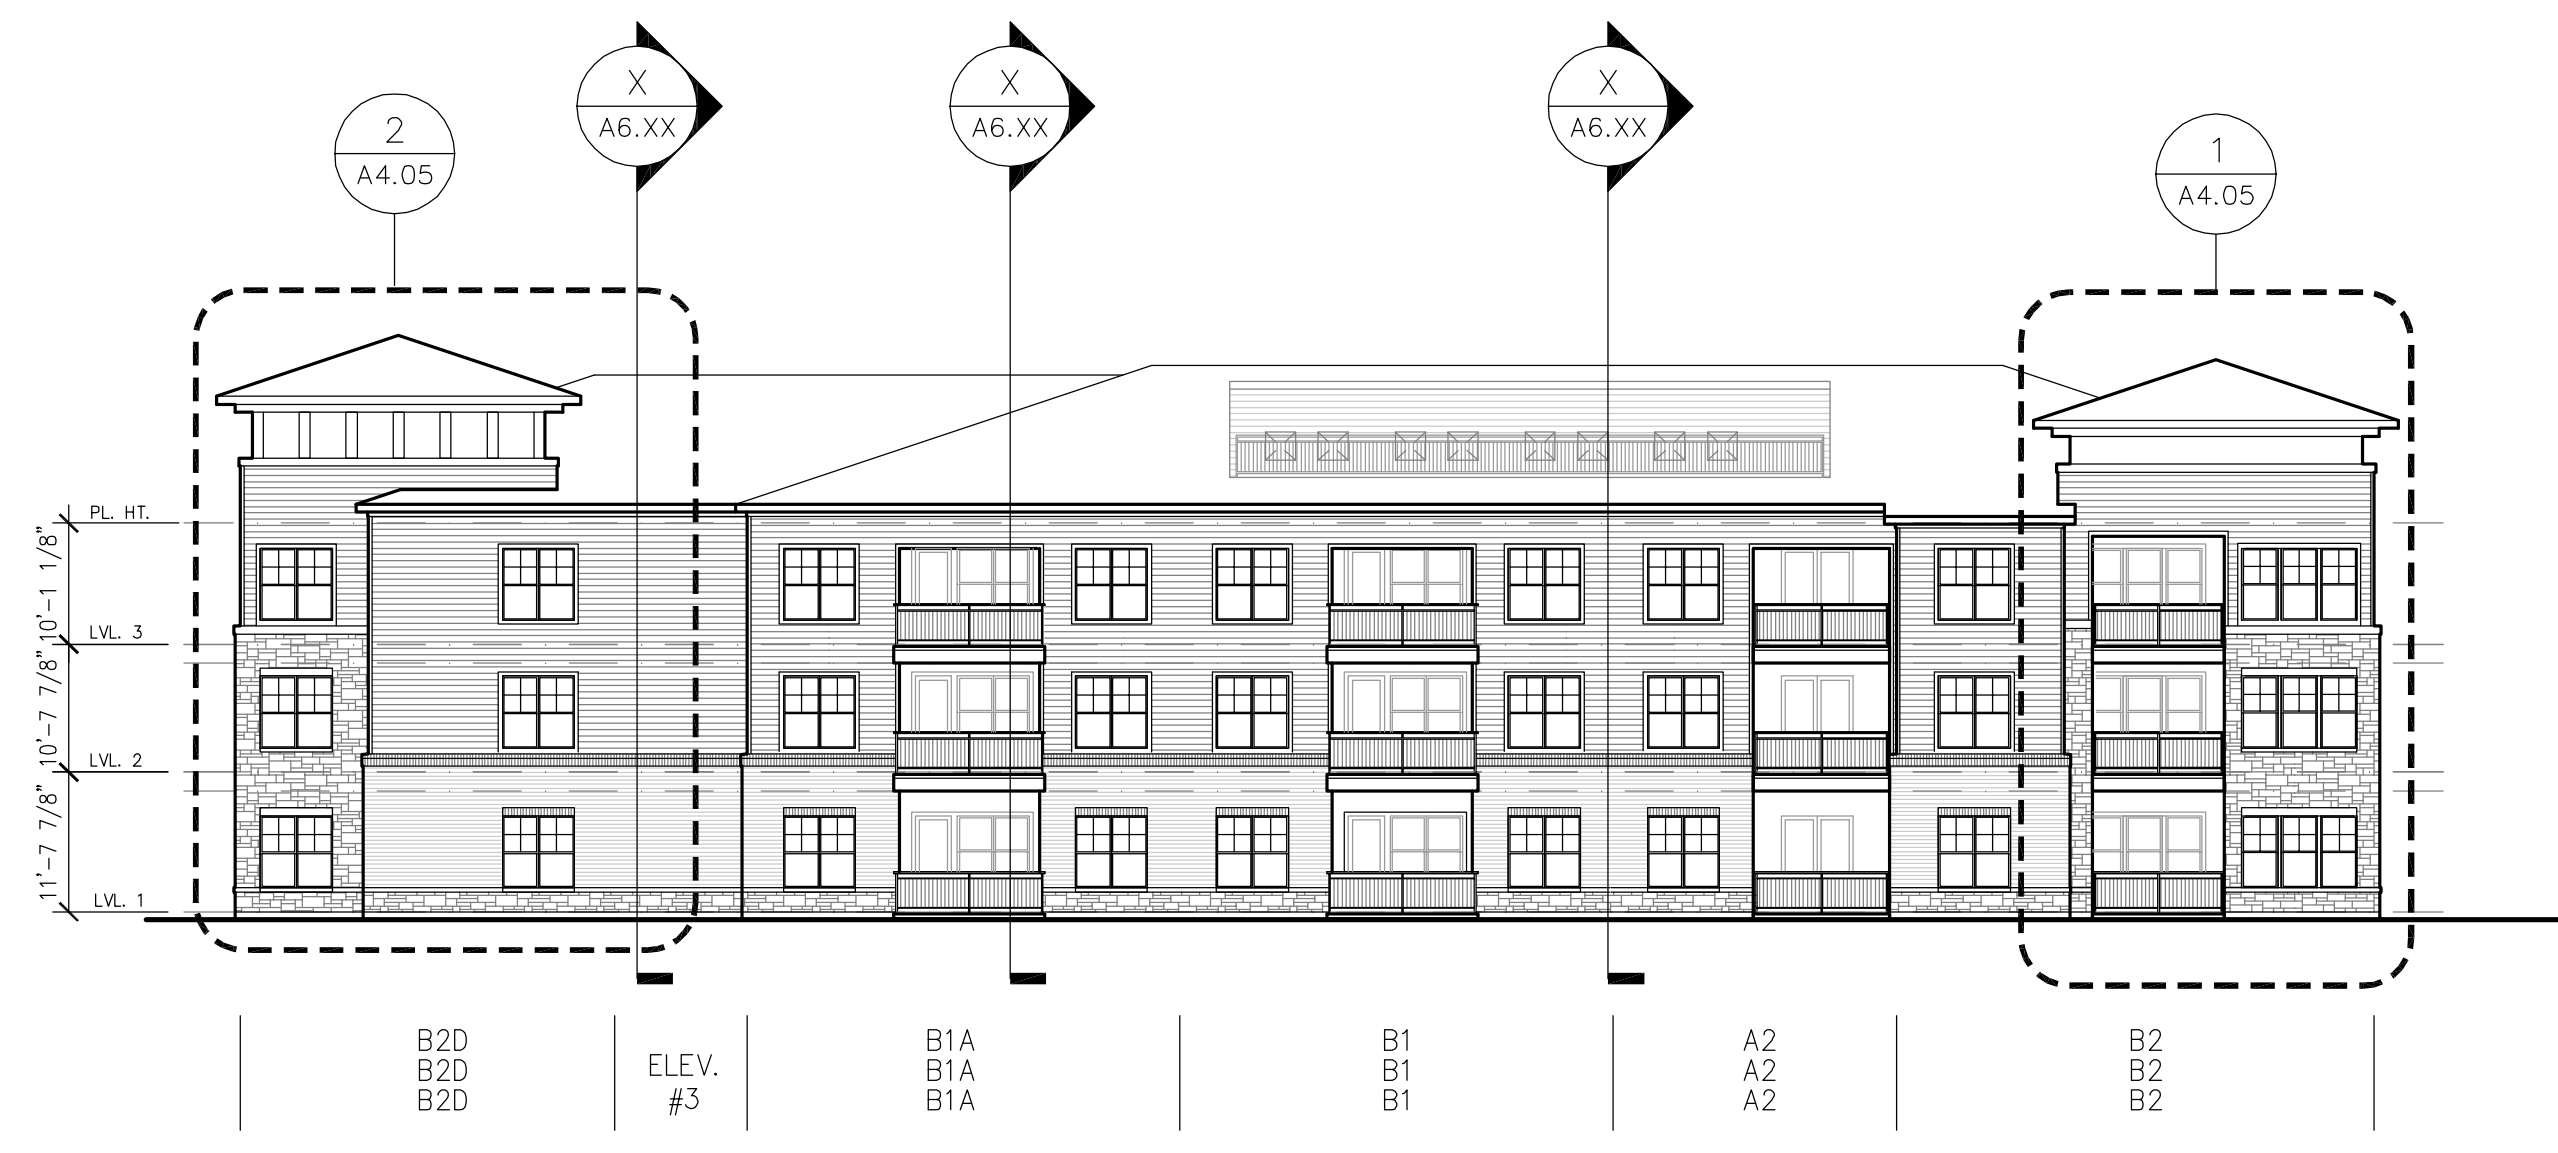 X
A6.XX
X
A6.XX
X
A6.XX
2
A4.05
1
A4.05
PL. HT.
10'-1 1/8"
LVL. 3
10'-7 7/8"
LVL. 2
11'-7 7/8"
LVL. 1
B2D
B2D
B2D
ELEV.
#3
B1A
B1A
B1A
B1
B1
B1
A2
A2
A2
B2
B2
B2